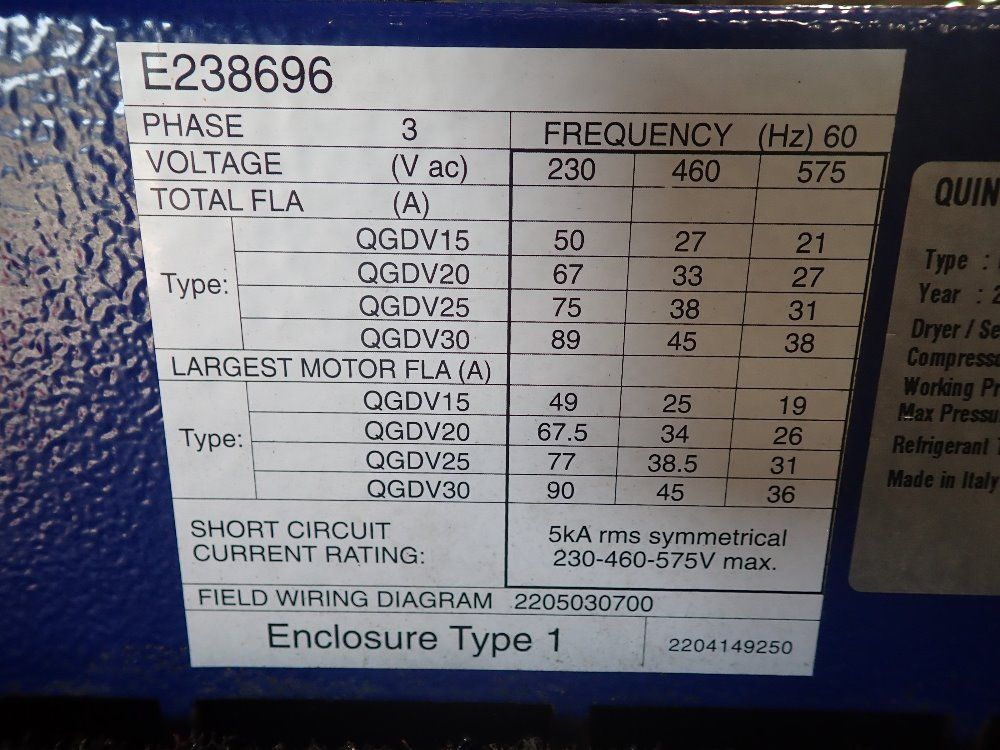 E238696
PHASE 3 FREQUENCY (Hz) 60
VOLTAGE (V ac) 230 460 575
TOTAL FLA (A)
Type:
QGDV15 50 27 21
QGDV20 67 33 27
QGDV25 75 38 31
QGDV30 89 45 38
LARGEST MOTOR FLA (A)
Type:
QGDV15 49 25 19
QGDV20 67.5 34 26
QGDV25 77 38.5 31
QGDV30 90 45 36
SHORT CIRCUIT
CURRENT RATING:
5kA rms symmetrical
230-460-575V max.
FIELD WIRING DIAGRAM 2205030700
Enclosure Type 1 2204149250
QUIN
Type :
Year : 2
Dryer / Se
Compresso
Working Pr
Max Pressu
Refrigerant
Made in Italy